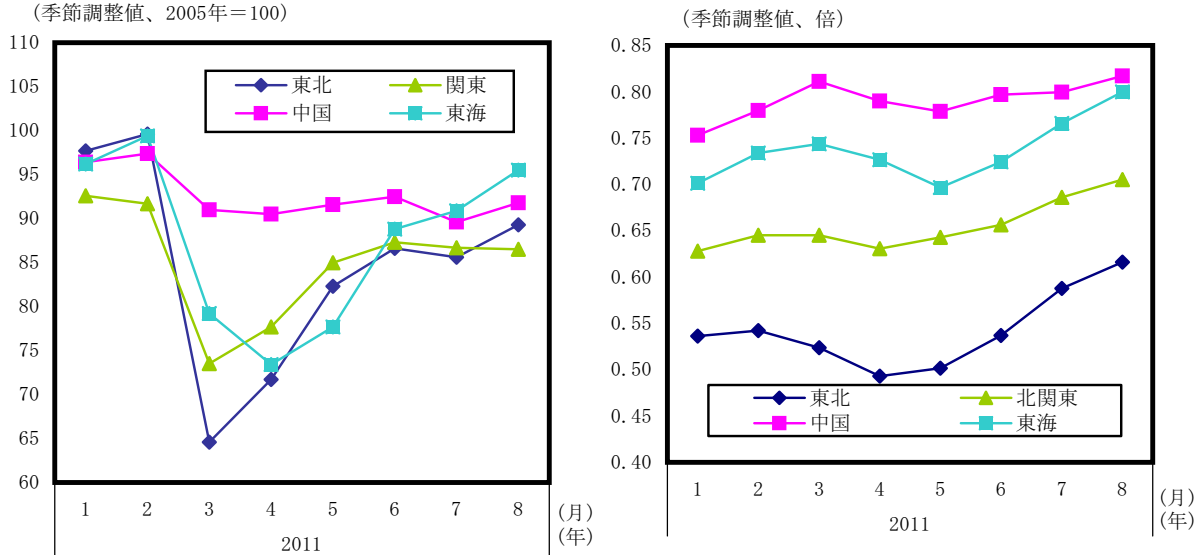 (季節調整値、2005年＝100)
110
105
100
95
90
85
80
75
70
65
60
東北 関東
中国 東海
1 2 3 4 5 6 7 8 (月)
2011 (年)
(季節調整値、倍)
0.85
0.80
0.75
0.70
0.65
0.60
0.55
0.50
0.45
0.40
東北 北関東
中国 東海
1 2 3 4 5 6 7 8 (月)
2011 (年)